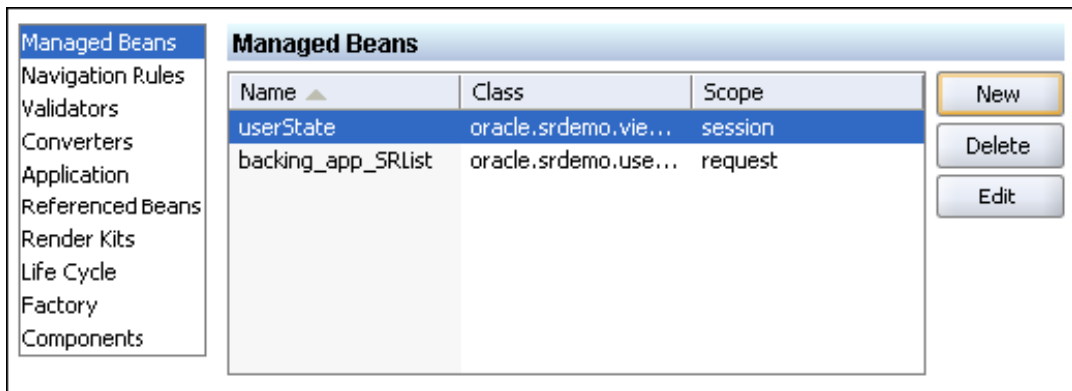 Managed Beans
Navigation Rules
Validators
Converters
Application
Referenced Beans
Render Kits
Life Cycle
Factory
Components
Managed Beans
Name Class Scope
userState oracle.srdemo.vie... session
backing_app_SRList oracle.srdemo.use... request
New
Delete
Edit